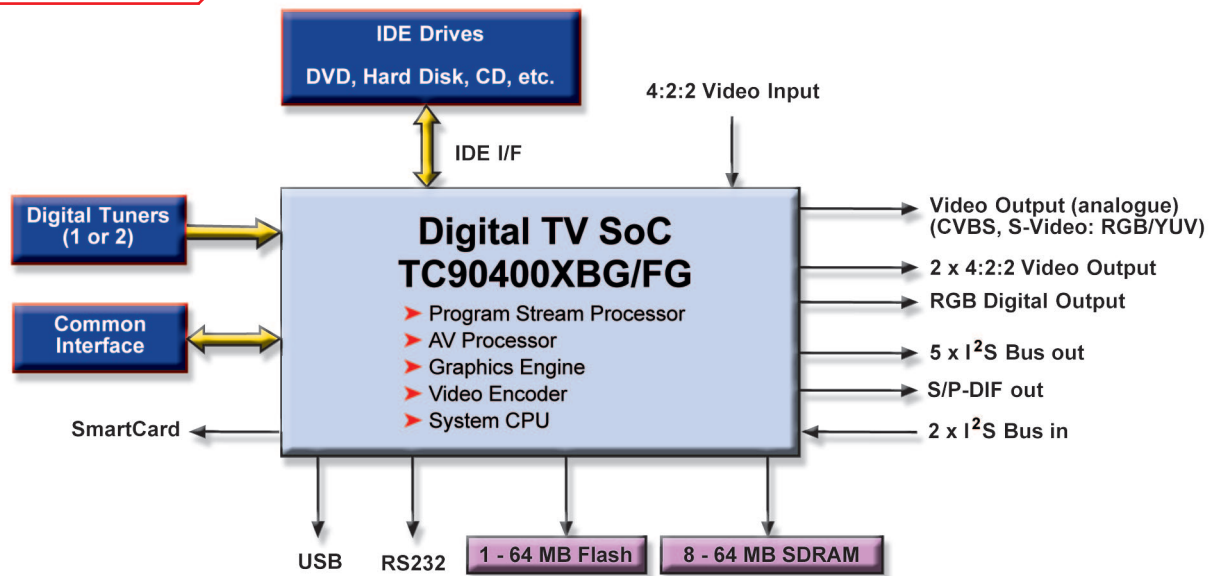 IDE Drives
DVD, Hard Disk, CD, etc.
4:2:2 Video Input
IDE I/F
Digital Tuners
(1 or 2)
Common
Interface
SmartCard
Digital TV SoC
TC90400XBG/FG
➤ Program Stream Processor
➤ AV Processor
➤ Graphics Engine
➤ Video Encoder
➤ System CPU
Video Output (analogue)
(CVBS, S-Video: RGB/YUV)
2 x 4:2:2 Video Output
RGB Digital Output
5 x I²S Bus out
S/P-DIF out
2 x I²S Bus in
USB
RS232
1 - 64 MB Flash
8 - 64 MB SDRAM